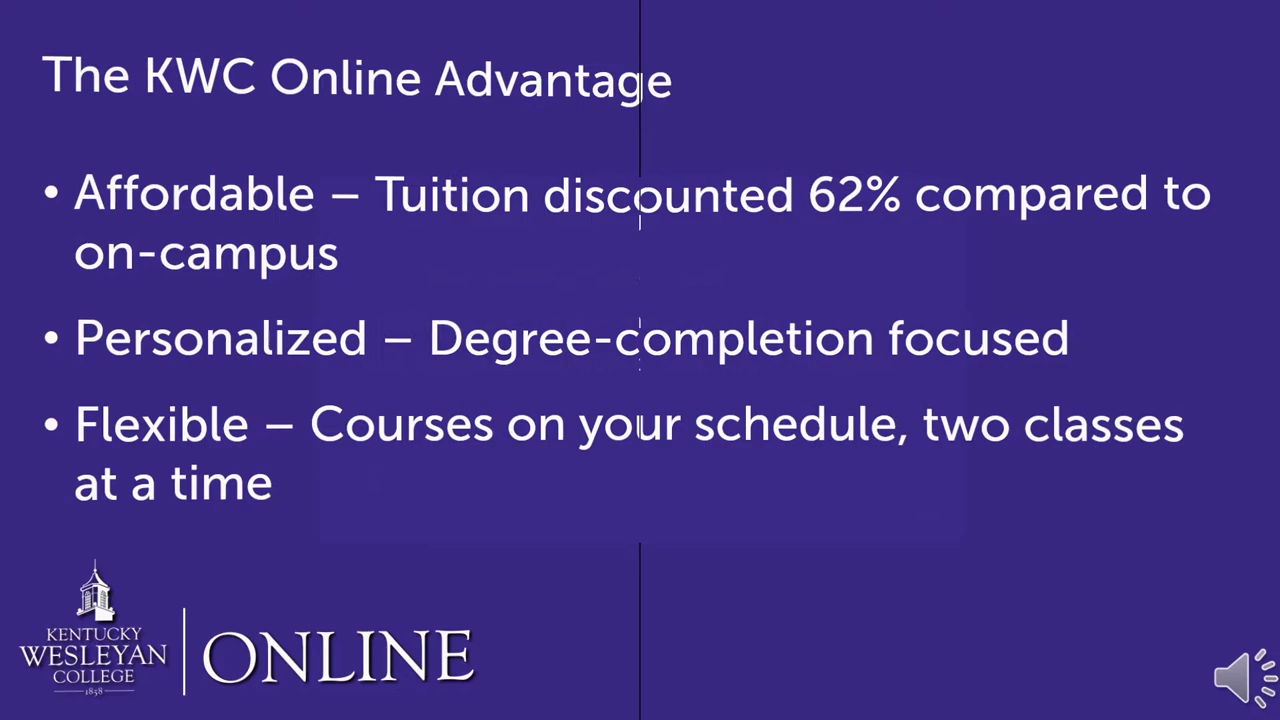 The KWC Online Advantage
• Affordable – Tuition discounted 62% compared to
on-campus
• Personalized – Degree-completion focused
• Flexible – Courses on your schedule, two classes
at a time
KENTUCKY
WESLEYAN
COLLEGE
1858
ONLINE